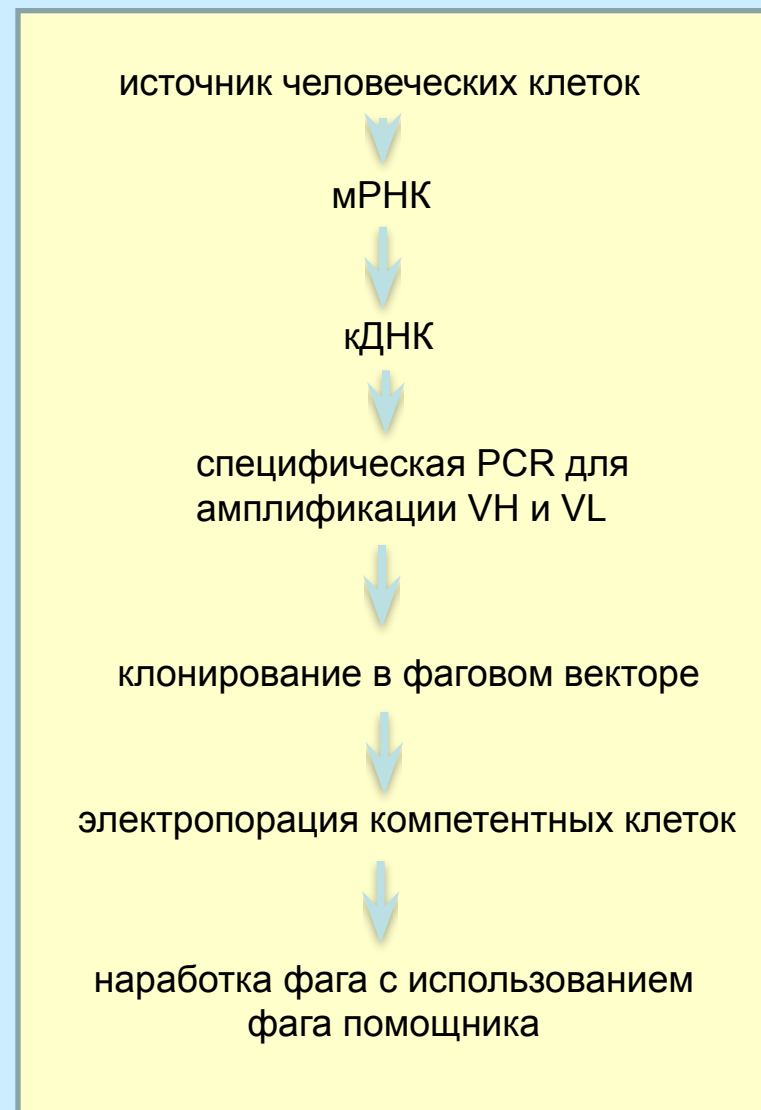 источник человеческих клеток
мРНК
кДНК
специфическая PCR для
амплификации VH и VL
клонирование в фаговом векторе
электропорация компетентных клеток
наработка фага с использованием
фага помощника